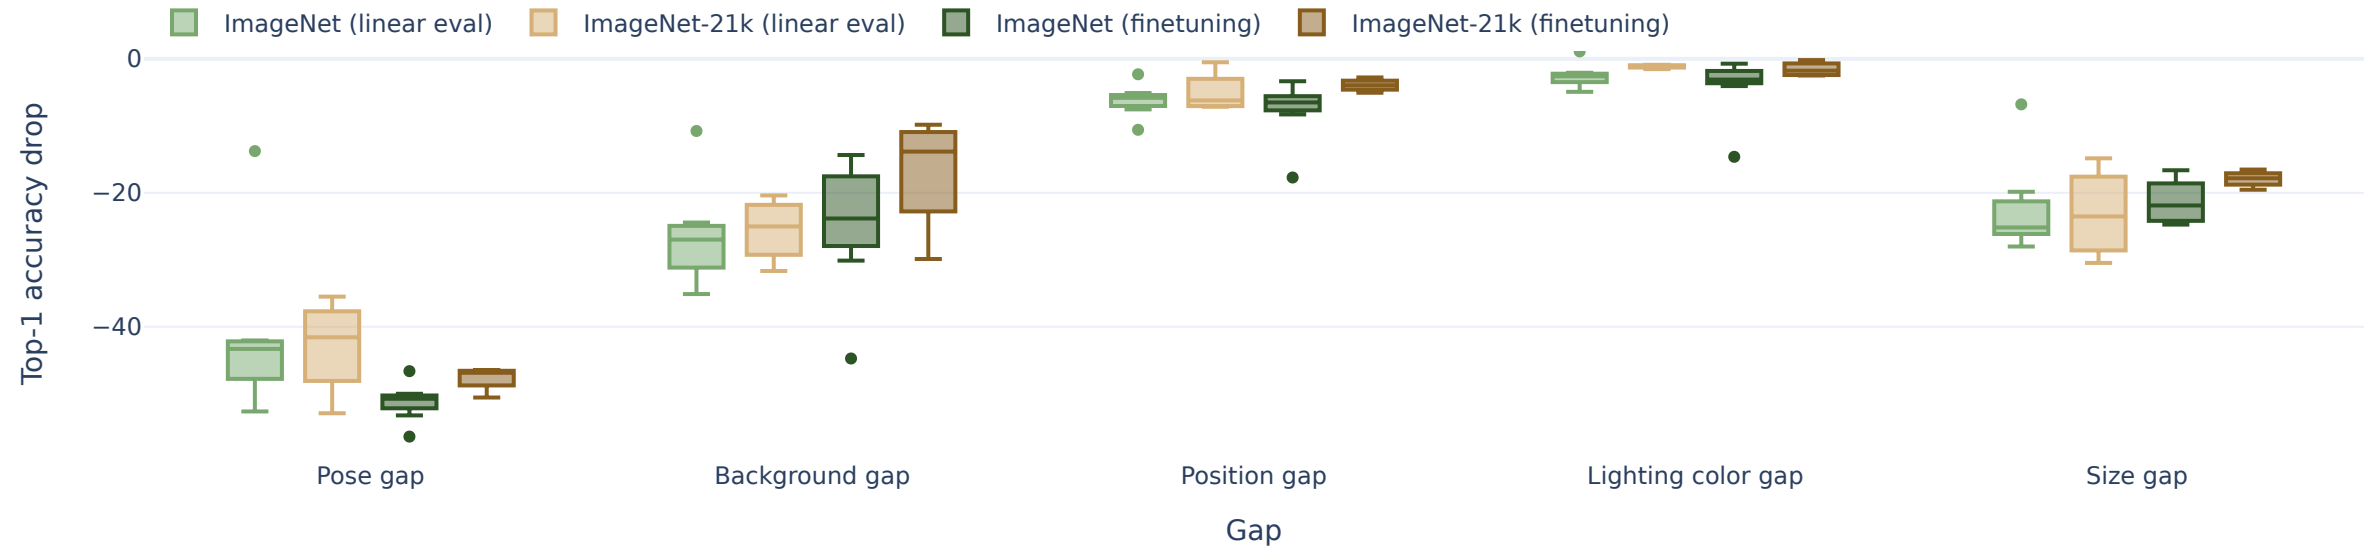 ImageNet (linear eval) ImageNet-21k (linear eval) ImageNet (finetuning) ImageNet-21k (finetuning)
Top-1 accuracy drop
0
−20
−40
Pose gap Background gap Position gap Lighting color gap Size gap
Gap